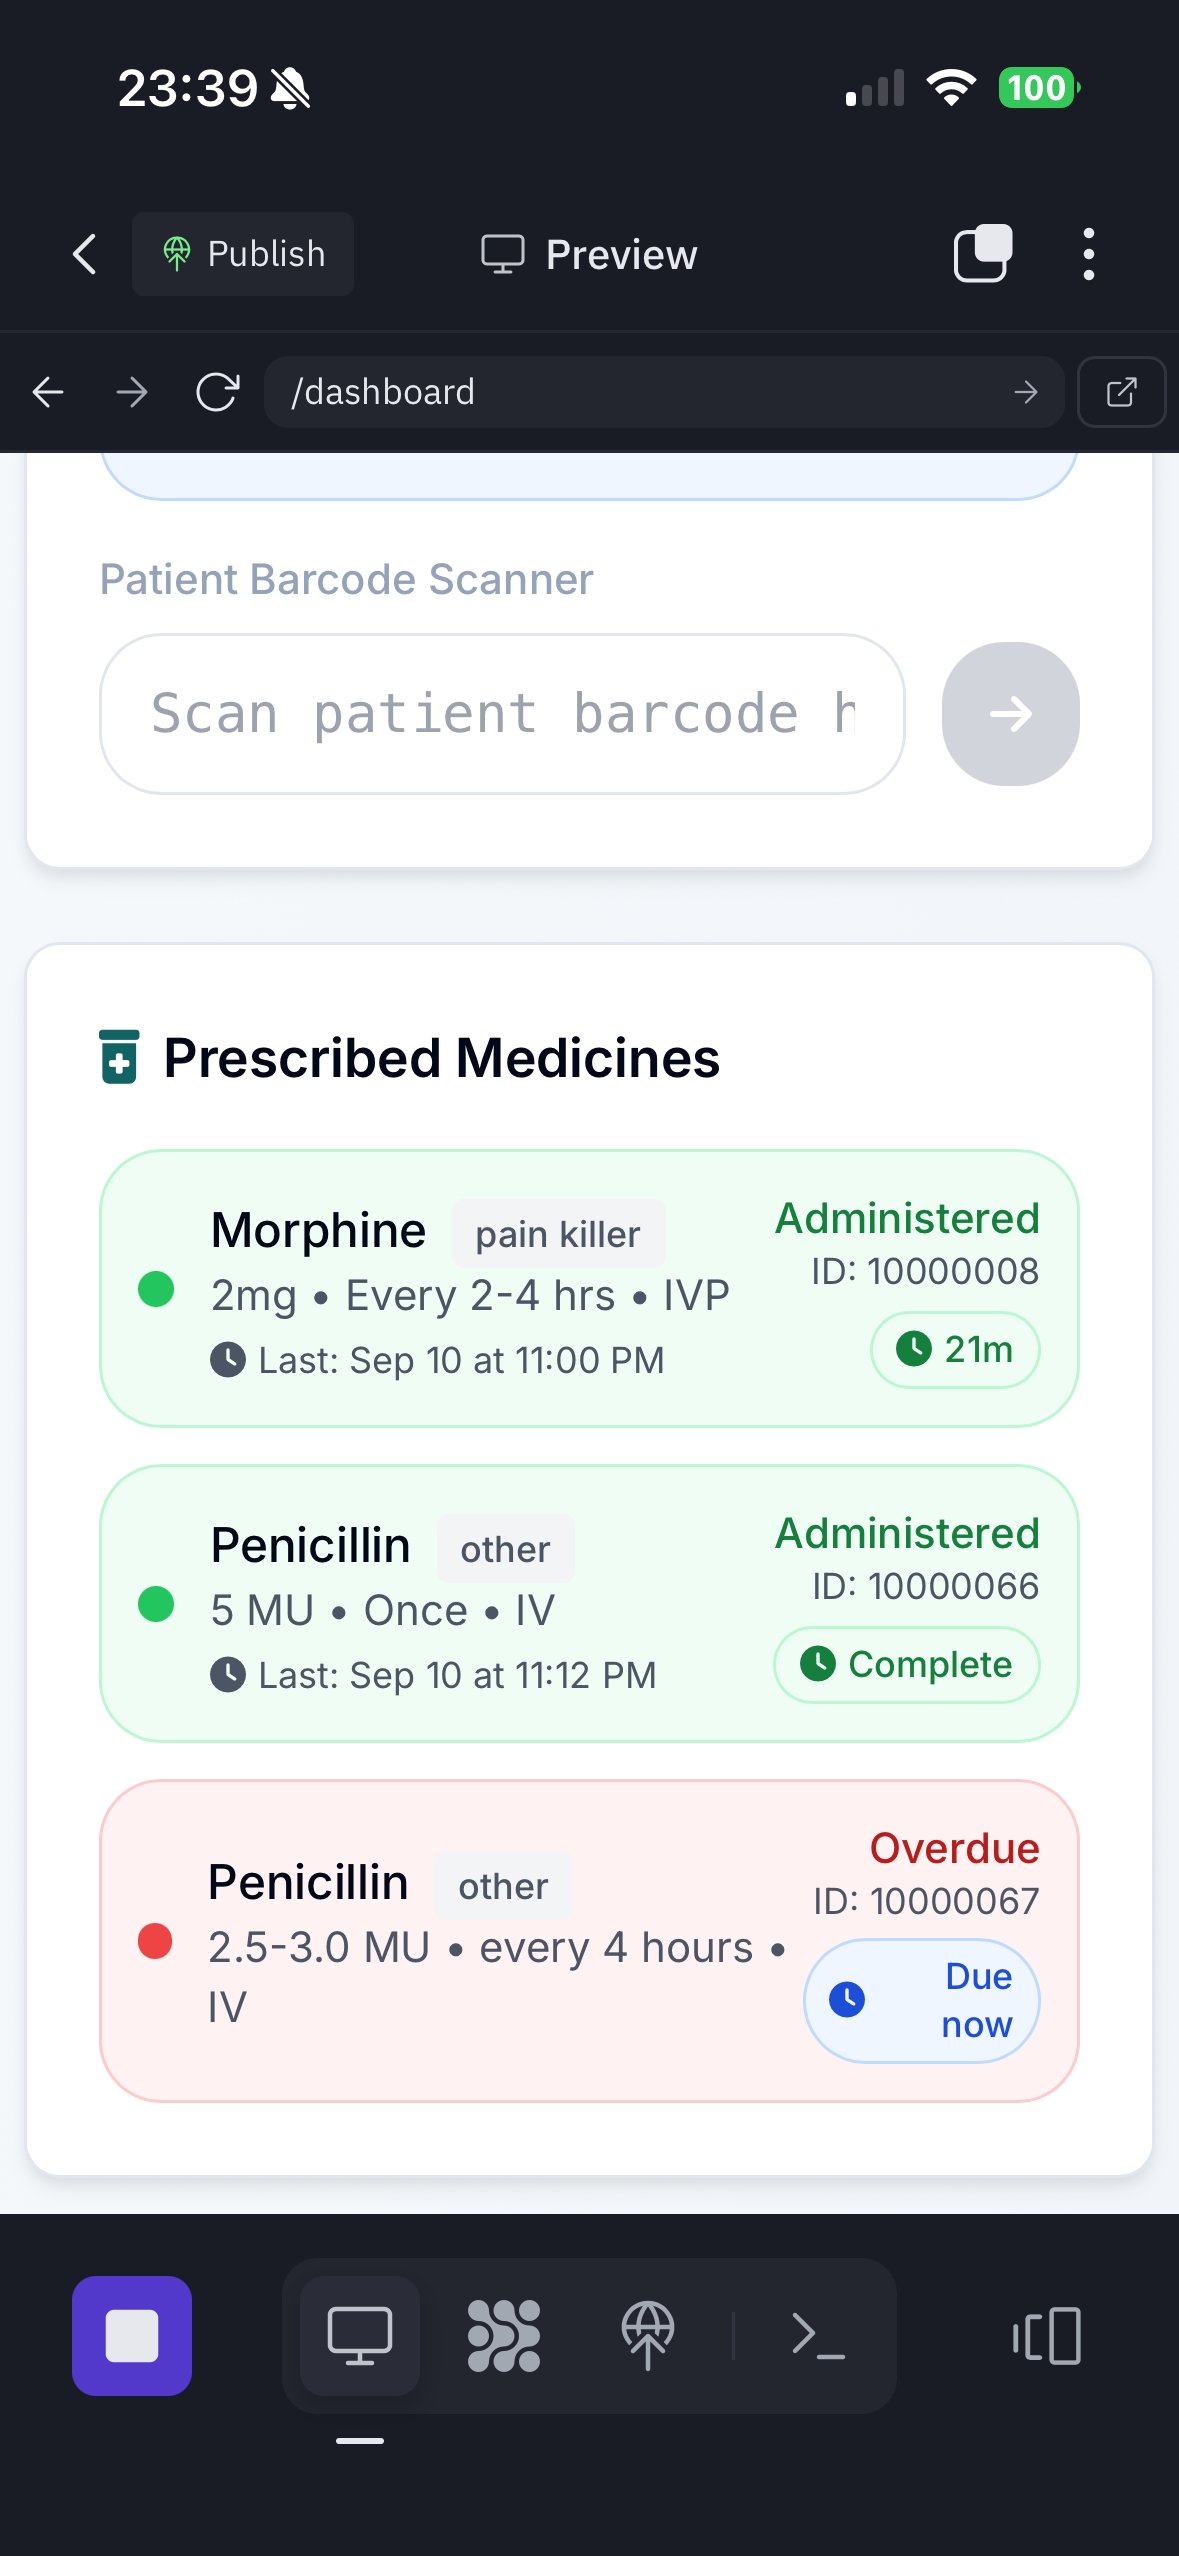 23:39
100
Publish
Preview
/dashboard
Patient Barcode Scanner
Scan patient barcode
Prescribed Medicines
Morphine pain killer
Administered
ID: 10000008
2mg • Every 2-4 hrs • IVP
Last: Sep 10 at 11:00 PM
21m
Penicillin other
Administered
ID: 10000066
5 MU • Once • IV
Last: Sep 10 at 11:12 PM
Complete
Penicillin other
Overdue
ID: 10000067
2.5-3.0 MU • every 4 hours •
IV
Due
now